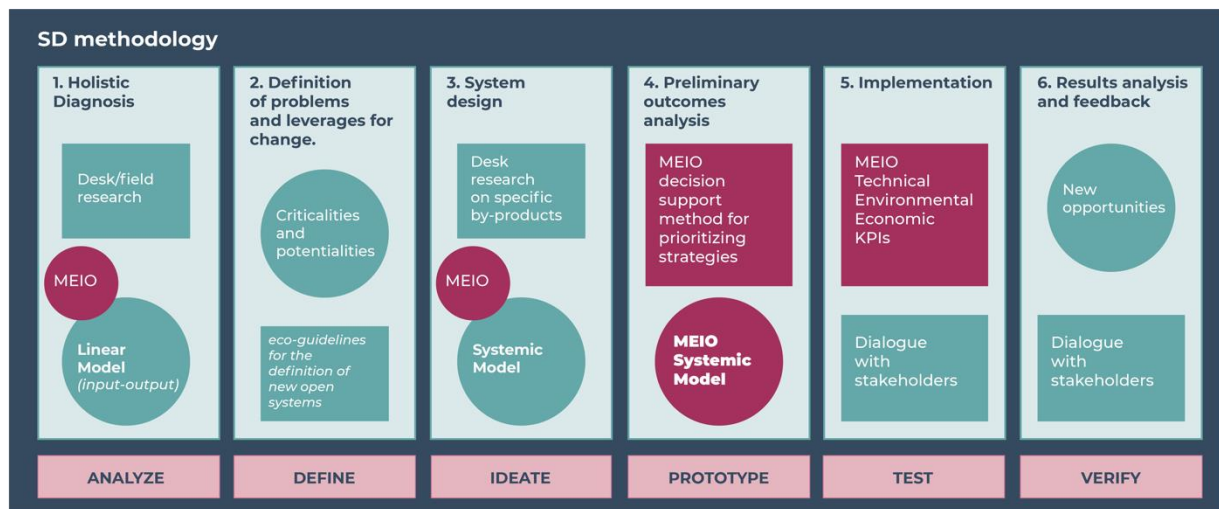 SD methodology
1. Holistic
Diagnosis
Desk/field
research
MEIO
Linear
Model
(input-output)
ANALYZE
2. Definition
of problems
and leverages for
change.
Criticalities
and
potentialities
eco-guidelines
for the
definition of
new open
systems
DEFINE
3. System
design
Desk
research
on specific
by-products
MEIO
Systemic
Model
IDEATE
4. Preliminary
outcomes
analysis
MEIO
decision
support
method for
prioritizing
strategies
MEIO
Systemic
Model
PROTOTYPE
5. Implementation
MEIO
Technical
Environmental
Economic
KPIs
Dialogue
with
stakeholders
TEST
6. Results analysis
and feedback
New
opportunities
Dialogue
with
stakeholders
VERIFY